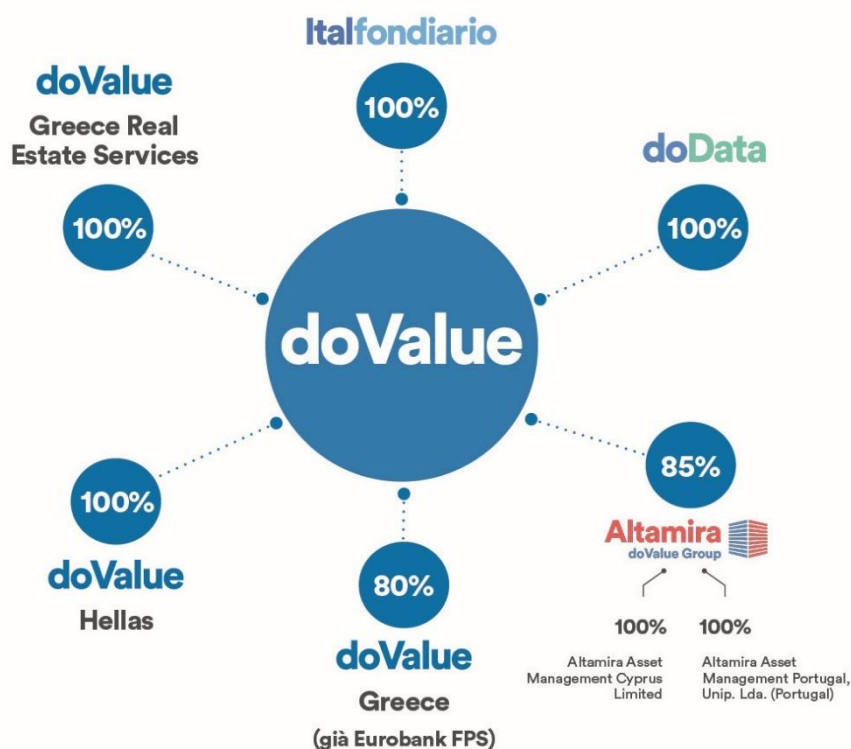 Italfondiario
100%
doValue
Greece Real
Estate Services
100%
doData
100%
doValue
100%
doValue
Hellas
80%
doValue
Greece
(già Eurobank FPS)
85%
Altamira
doValue Group
100%
Altamira Asset
Management Cyprus
Limited
100%
Altamira Asset
Management Portugal,
Unip. Lda. (Portugal)